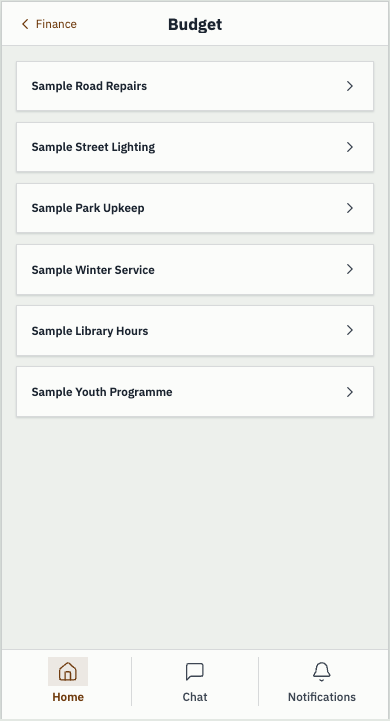 Finance
Budget
Sample Road Repairs
Sample Street Lighting
Sample Park Upkeep
Sample Winter Service
Sample Library Hours
Sample Youth Programme
Home
Chat
Notifications